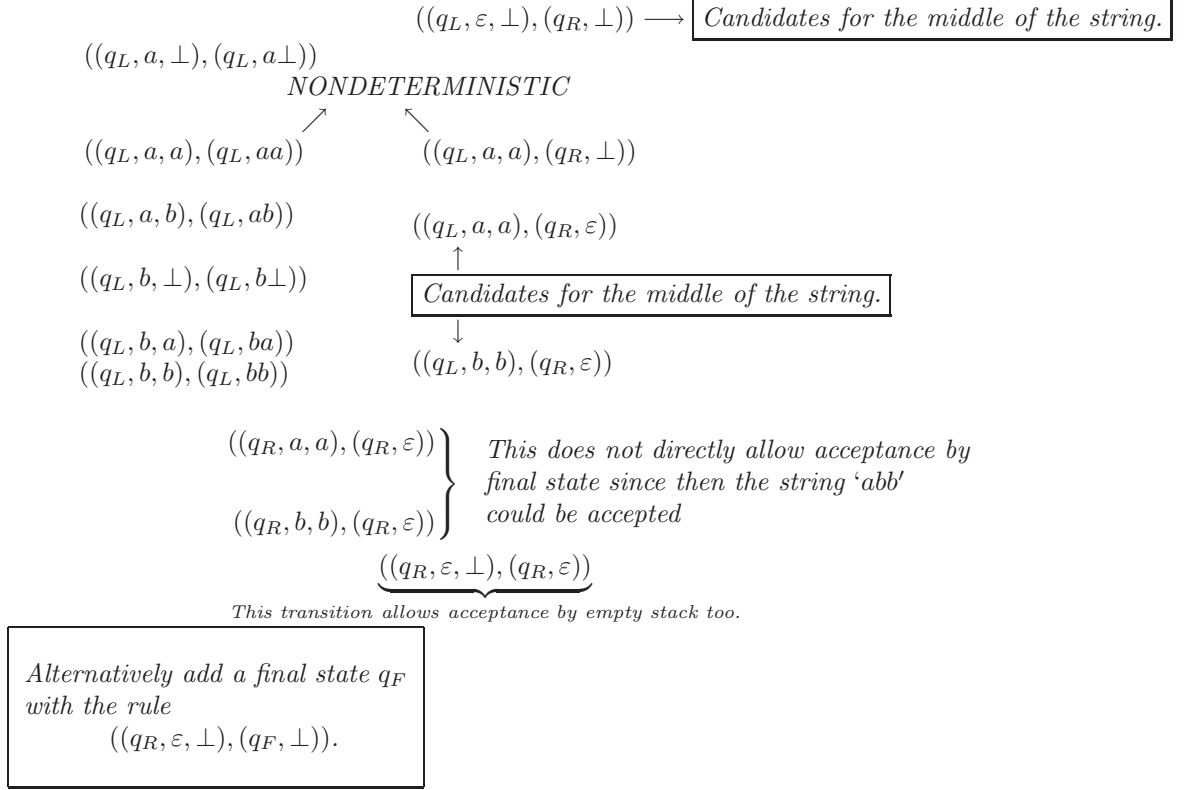 ((q_L, ε, ⊥), (q_R, ⊥)) ⟶ Candidates for the middle of the string.
((q_L, a, ⊥), (q_L, a⊥))
NONDETERMINISTIC
↗ ↖
((q_L, a, a), (q_L, aa)) ((q_L, a, a), (q_R, ⊥))
((q_L, a, b), (q_L, ab))
((q_L, a, a), (q_R, ε))
↑
((q_L, b, ⊥), (q_L, b⊥))
Candidates for the middle of the string.
↓
((q_L, b, a), (q_L, ba))
((q_L, b, b), (q_R, ε))
((q_L, b, b), (q_L, bb))
((q_R, a, a), (q_R, ε))
This does not directly allow acceptance by
final state since then the string ‘abb′
could be accepted
((q_R, b, b), (q_R, ε))
((q_R, ε, ⊥), (q_R, ε))
This transition allows acceptance by empty stack too.
Alternatively add a final state q_F
with the rule
((q_R, ε, ⊥), (q_F, ⊥)).